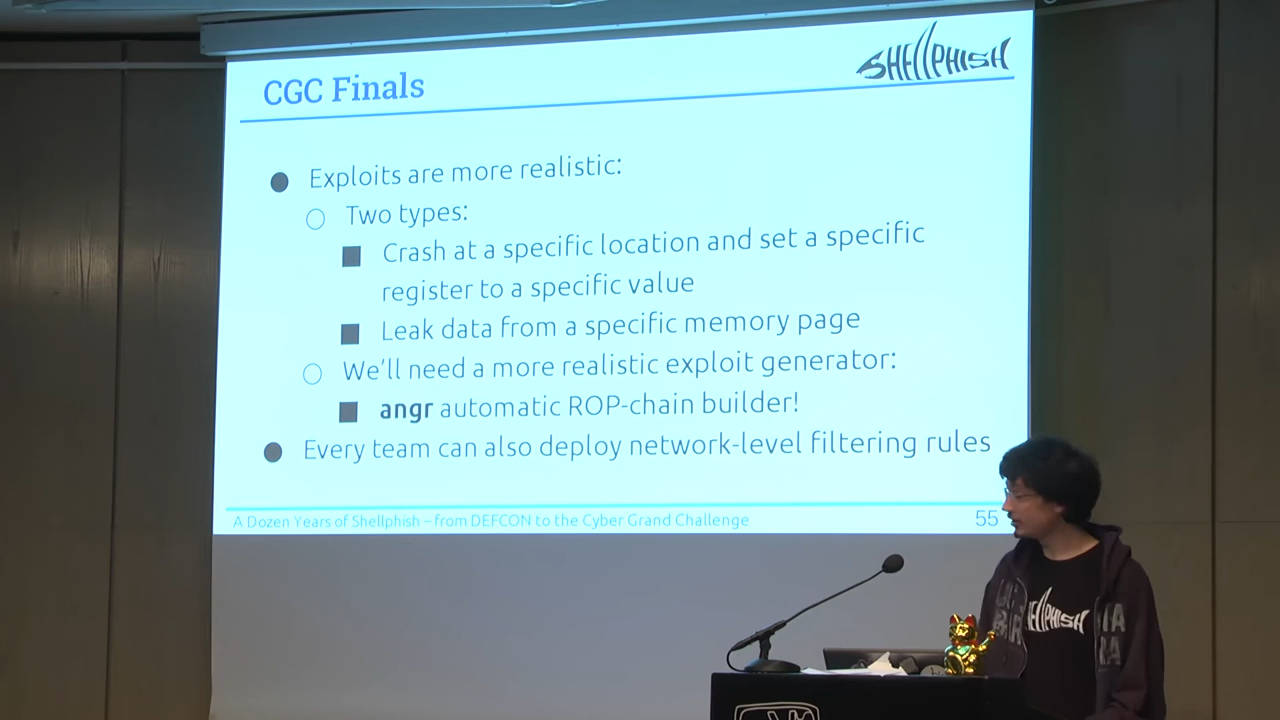 CGC Finals
SHELLPHISH
Exploits are more realistic:
Two types:
Crash at a specific location and set a specific
register to a specific value
Leak data from a specific memory page
We'll need a more realistic exploit generator:
angr automatic ROP-chain builder!
Every team can also deploy network-level filtering rules
A Dozen Years of Shellphish – from DEFCON to the Cyber Grand Challenge
55
SHELLPHISH